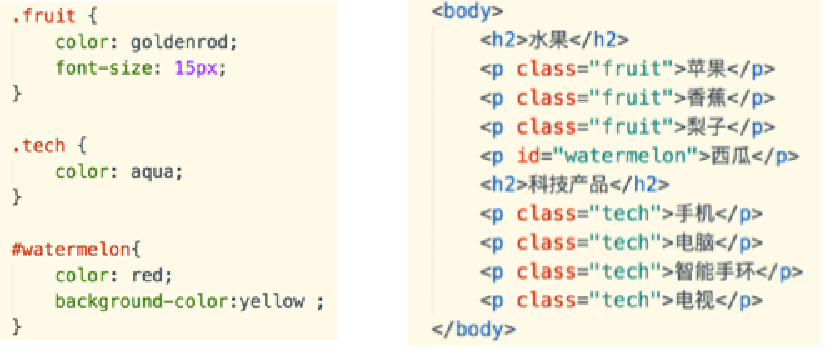 .fruit {
color: goldenrod;
font-size: 15px;
}
.tech {
color: aqua;
}
#watermelon{
color: red;
background-color:yellow ;
}
<body>
<h2>水果</h2>
<p class="fruit">苹果</p>
<p class="fruit">香蕉</p>
<p class="fruit">梨子</p>
<p id="watermelon">西瓜</p>
<h2>科技产品</h2>
<p class="tech">手机</p>
<p class="tech">电脑</p>
<p class="tech">智能手环</p>
<p class="tech">电视</p>
</body>